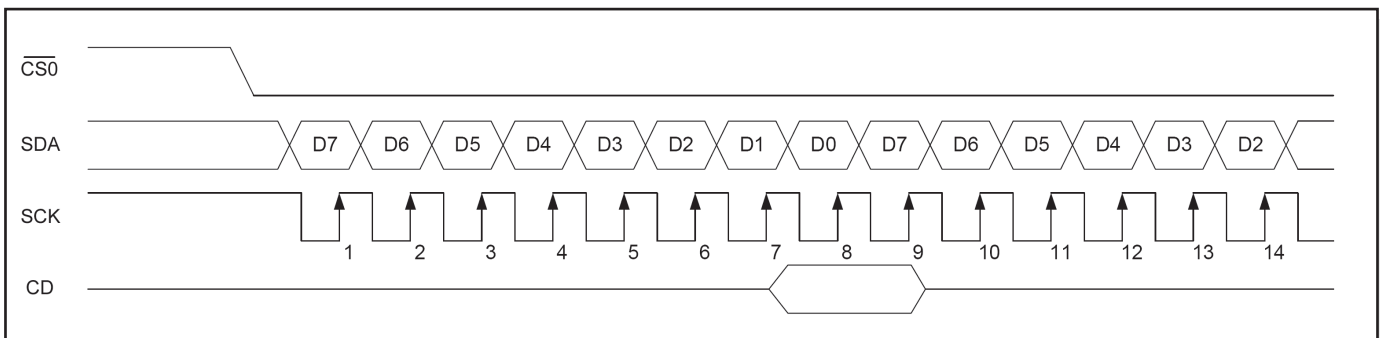 CS0
SDA D7 D6 D5 D4 D3 D2 D1 D0 D7 D6 D5 D4 D3 D2
SCK
1 2 3 4 5 6 7 8 9 10 11 12 13 14
CD